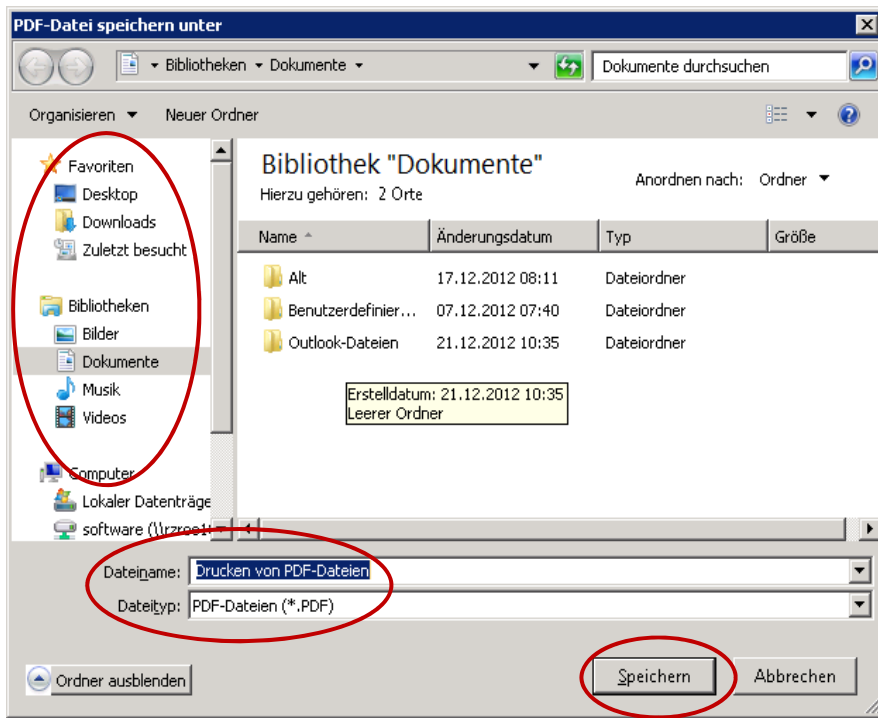 PDF-Datei speichern unter
Bibliotheken Dokumente
Dokumente durchsuchen
Organisieren Neuer Ordner
Favoriten
Desktop
Downloads
Zuletzt besucht
Bibliotheken
Bilder
Dokumente
Musik
Videos
Computer
Lokaler Datenträge
software (\\rzroe1
Bibliothek "Dokumente"
Hierzu gehören: 2 Orte
Anordnen nach: Ordner
Name Änderungsdatum Typ Größe
Alt 17.12.2012 08:11 Dateiordner
Benutzerdefinier... 07.12.2012 07:40 Dateiordner
Outlook-Dateien 21.12.2012 10:35 Dateiordner
Erstelldatum: 21.12.2012 10:35
Leerer Ordner
Dateiname: Drucken von PDF-Dateien
Dateityp: PDF-Dateien (*.PDF)
Ordner ausblenden
Speichern Abbrechen